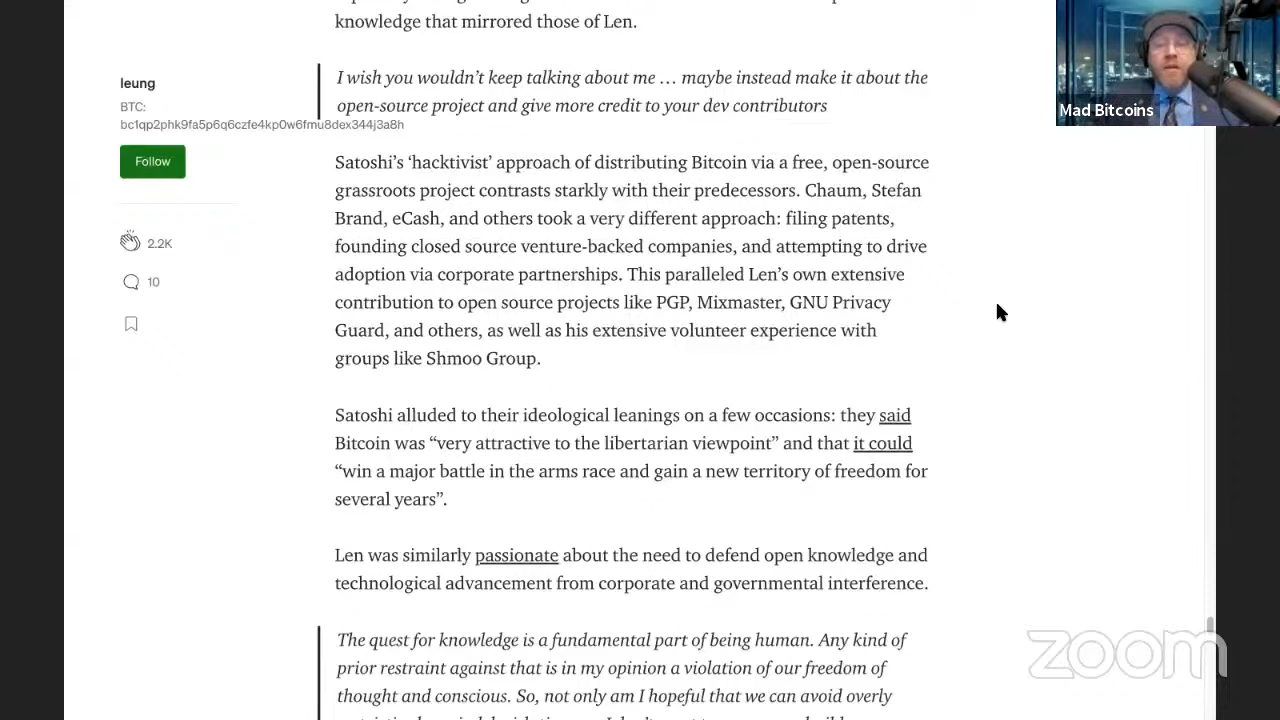 knowledge that mirrored those of Len.
leung
BTC:
bc1qp2phk9fa5p6q6czfe4kp0w6fmu8dex344j3a8h
Follow
2.2K
10
I wish you wouldn’t keep talking about me … maybe instead make it about the
open-source project and give more credit to your dev contributors
Satoshi’s ‘hacktivist’ approach of distributing Bitcoin via a free, open-source
grassroots project contrasts starkly with their predecessors. Chaum, Stefan
Brand, eCash, and others took a very different approach: filing patents,
founding closed source venture-backed companies, and attempting to drive
adoption via corporate partnerships. This paralleled Len’s own extensive
contribution to open source projects like PGP, Mixmaster, GNU Privacy
Guard, and others, as well as his extensive volunteer experience with
groups like Shmoo Group.
Satoshi alluded to their ideological leanings on a few occasions: they said
Bitcoin was “very attractive to the libertarian viewpoint” and that it could
“win a major battle in the arms race and gain a new territory of freedom for
several years”.
Len was similarly passionate about the need to defend open knowledge and
technological advancement from corporate and governmental interference.
The quest for knowledge is a fundamental part of being human. Any kind of
prior restraint against that is in my opinion a violation of our freedom of
thought and conscious. So, not only am I hopeful that we can avoid overly
Mad Bitcoins
zoom